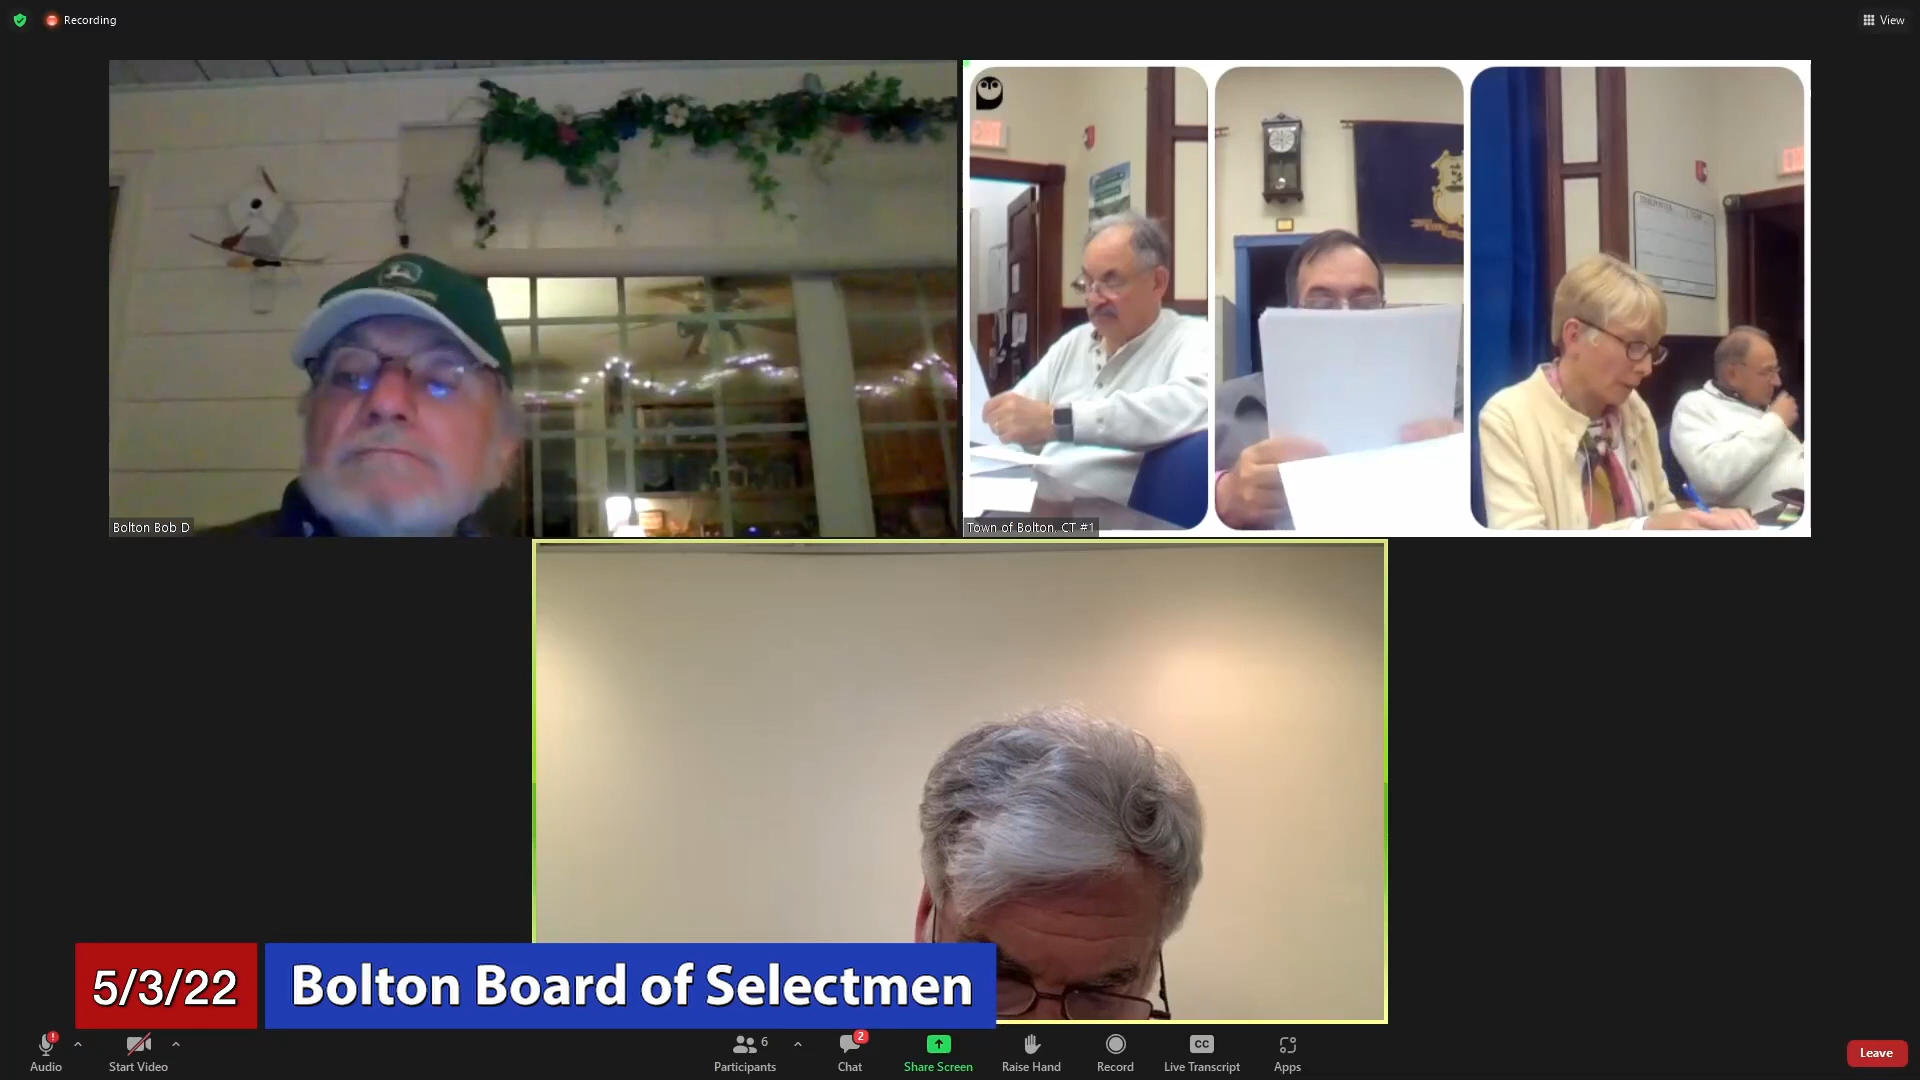 Recording
View
Bolton Bob D
Town of Bolton, CT #1
5/3/22
Bolton Board of Selectmen
Audio
Start Video
6
Participants
2
Chat
Share Screen
Raise Hand
Record
CC
Live Transcript
Apps
Leave